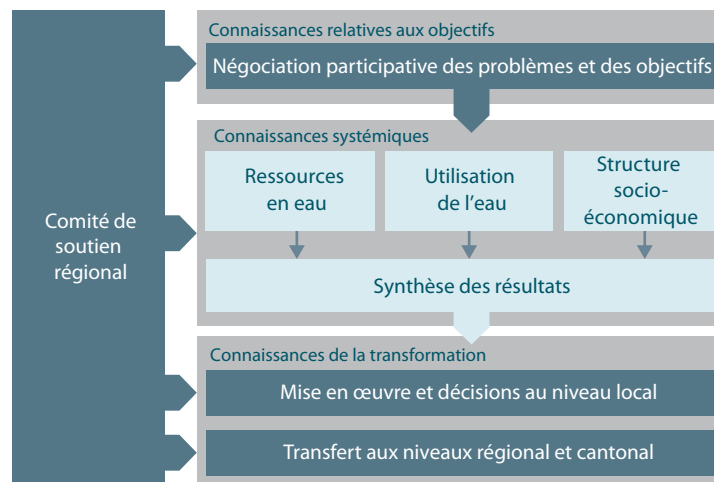 Comité de
soutien
régional
Connaissances relatives aux objectifs
Négociation participative des problèmes et des objectifs
Connaissances systémiques
Ressources
en eau
Utilisation
de l'eau
Structure
socio-
économique
Synthèse des résultats
Connaissances de la transformation
Mise en œuvre et décisions au niveau local
Transfert aux niveaux régional et cantonal